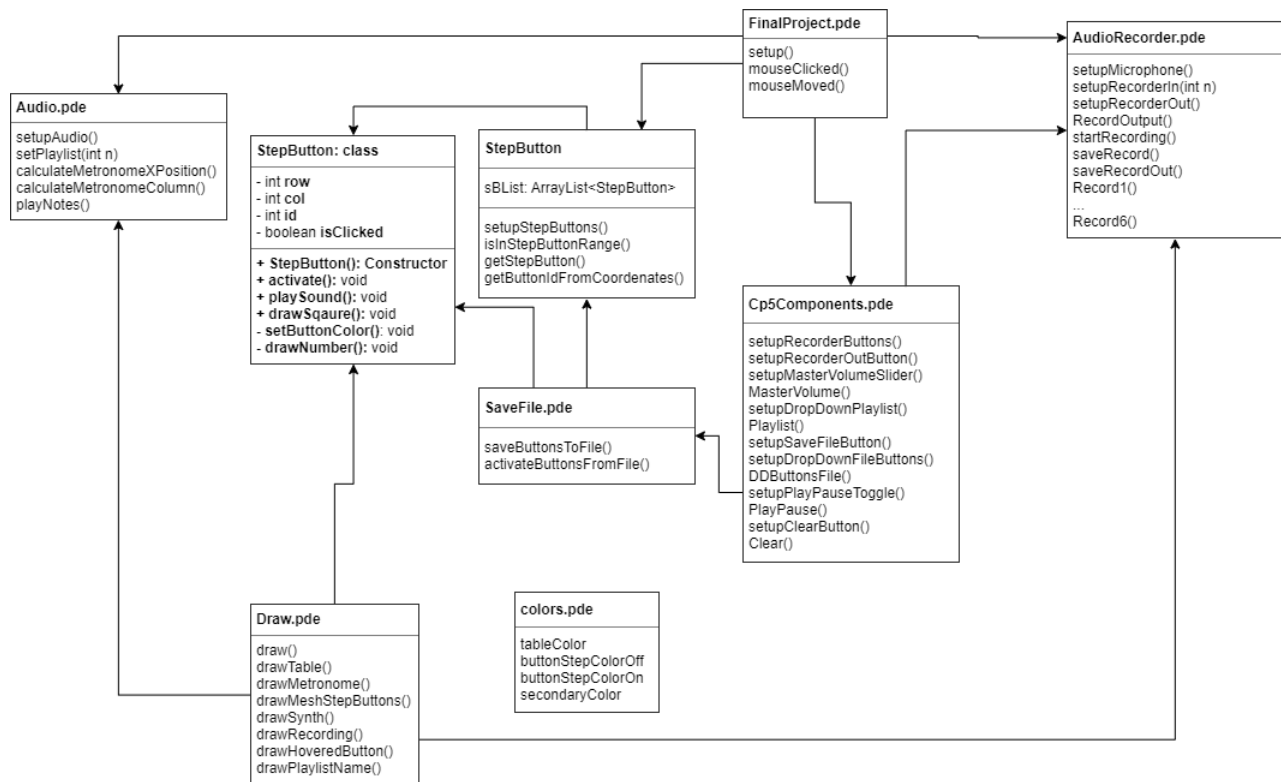 FinalProject.pde
setup()
mouseClicked()
mouseMoved()
AudioRecorder.pde
setupMicrophone()
setupRecorderIn(int n)
setupRecorderOut()
RecordOutput()
startRecording()
saveRecord()
saveRecordOut()
Record1()
...
Record6()
Audio.pde
setupAudio()
setPlaylist(int n)
calculateMetronomeXPosition()
calculateMetronomeColumn()
playNotes()
StepButton: class
- int row
- int col
- int id
- boolean isClicked
+ StepButton(): Constructor
+ activate(): void
+ playSound(): void
+ drawSqaure(): void
- setButtonColor(): void
- drawNumber(): void
StepButton
sBList: ArrayList<StepButton>
setupStepButtons()
isInStepButtonRange()
getStepButton()
getButtonIdFromCoordenates()
Cp5Components.pde
setupRecorderButtons()
setupRecorderOutButton()
setupMasterVolumeSlider()
MasterVolume()
setupDropDownPlaylist()
Playlist()
setupSaveFileButton()
setupDropDownFileButtons()
DDButtonsFile()
setupPlayPauseToggle()
PlayPause()
setupClearButton()
Clear()
SaveFile.pde
saveButtonsToFile()
activateButtonsFromFile()
Draw.pde
draw()
drawTable()
drawMetronome()
drawMeshStepButtons()
drawSynth()
drawRecording()
drawHoveredButton()
drawPlaylistName()
colors.pde
tableColor
buttonStepColorOff
buttonStepColorOn
secondaryColor